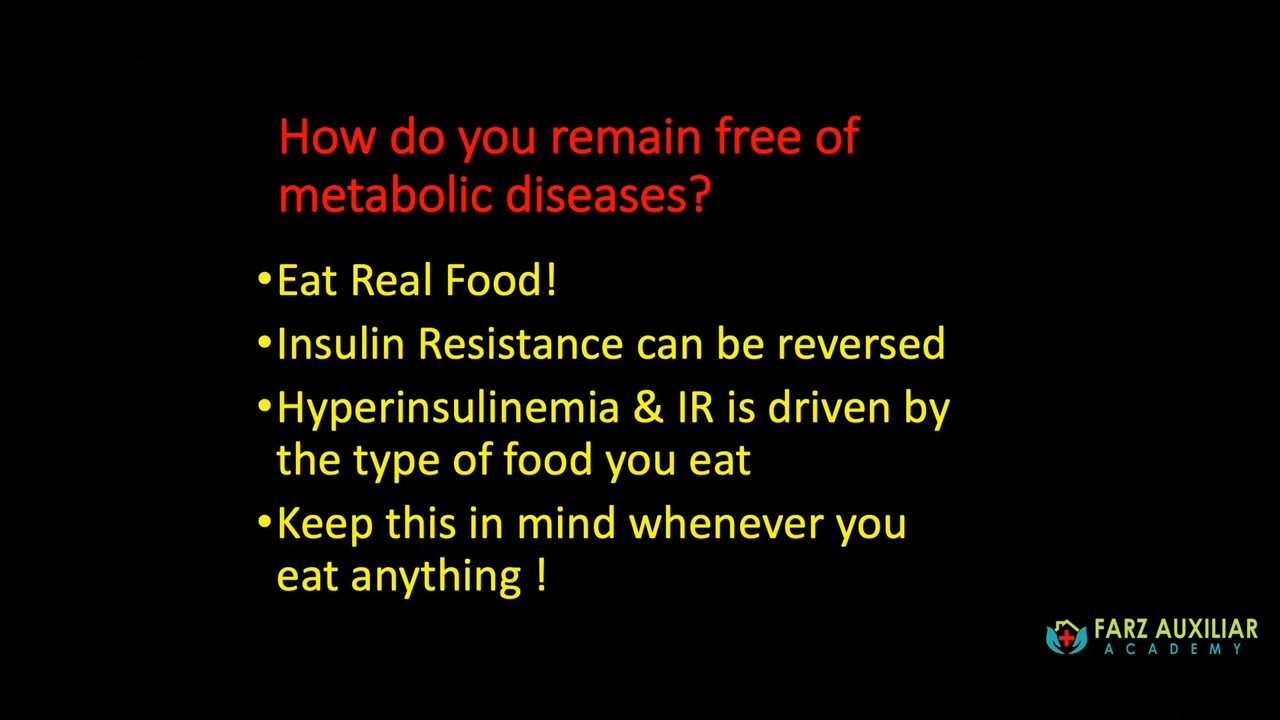 How do you remain free of
metabolic diseases?
•Eat Real Food!
•Insulin Resistance can be reversed
•Hyperinsulinemia & IR is driven by
the type of food you eat
•Keep this in mind whenever you
eat anything !
FARZ AUXILIAR
ACADEMY